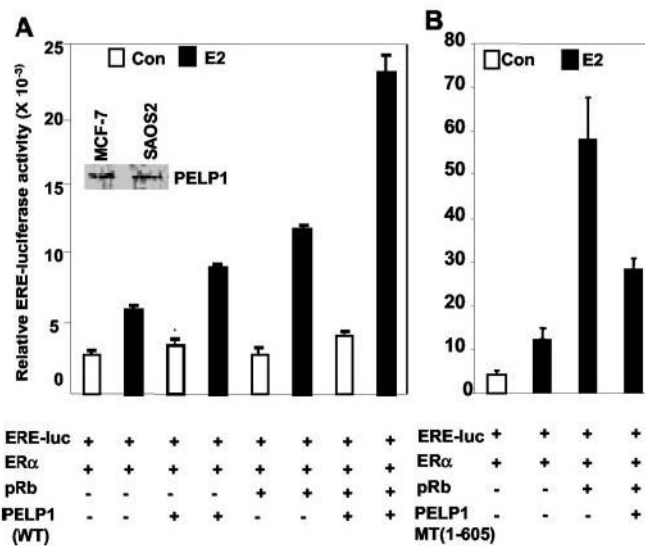 A
B
Relative ERE-luciferase activity (X 10⁻³)
25
20
15
10
5
0
Con
E2
MCF-7
SAOS2
PELP1
80
70
60
50
40
30
20
10
0
Con
E2
ERE-luc + + + + + + + +
ERα + + + + + + + +
pRb - - - - + + + +
PELP1 - - + + - - + +
(WT)
ERE-luc + + + +
ERα + + + +
pRb - - + +
PELP1 - - - +
MT(1-605)